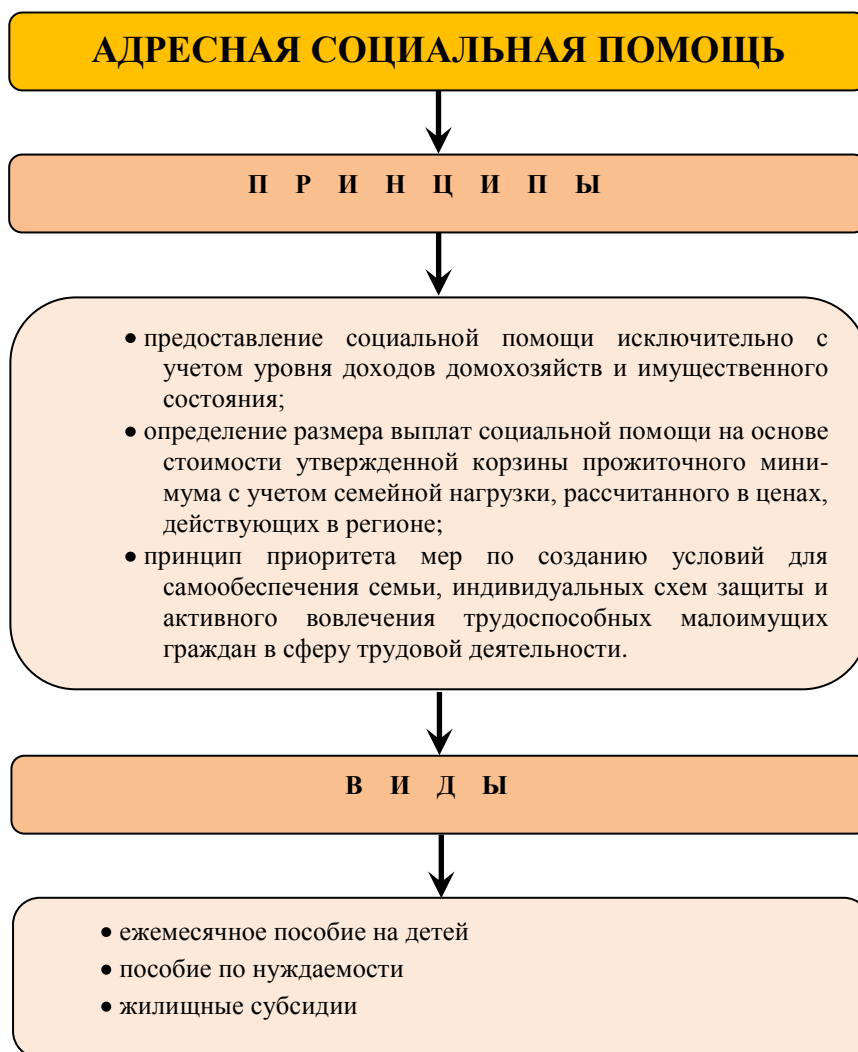 АДРЕСНАЯ СОЦИАЛЬНАЯ ПОМОЩЬ
П Р И Н Ц И П Ы
• предоставление социальной помощи исключительно с
учетом уровня доходов домохозяйств и имущественного
состояния;
• определение размера выплат социальной помощи на основе
стоимости утвержденной корзины прожиточного мини-
мума с учетом семейной нагрузки, рассчитанного в ценах,
действующих в регионе;
• принцип приоритета мер по созданию условий для
самообеспечения семьи, индивидуальных схем защиты и
активного вовлечения трудоспособных малоимущих
граждан в сферу трудовой деятельности.
В И Д Ы
• ежемесячное пособие на детей
• пособие по нуждаемости
• жилищные субсидии